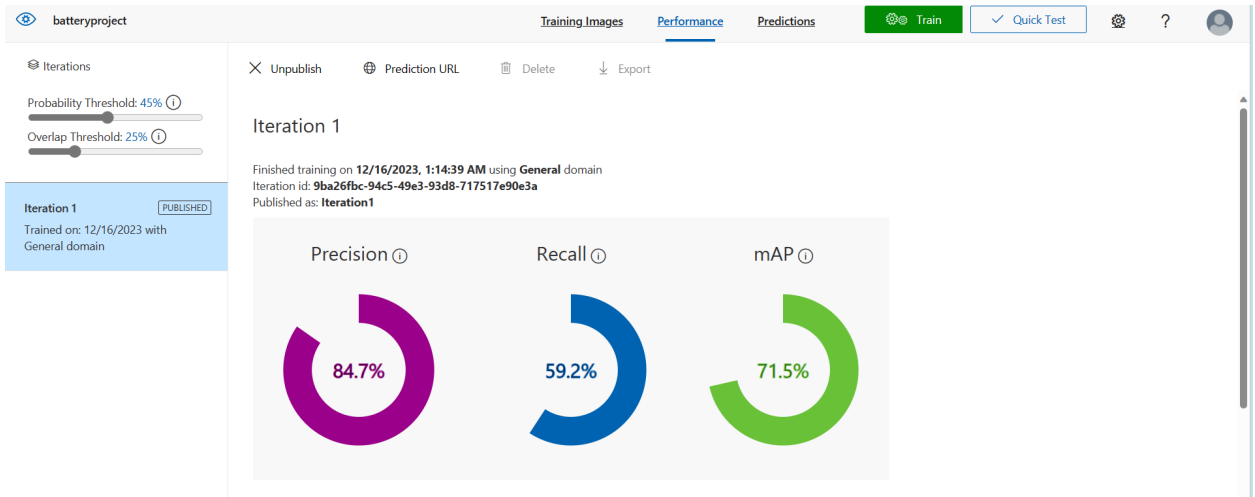 batteryproject
Training Images
Performance
Predictions
Train
Quick Test
?
Iterations
Probability Threshold: 45%
Overlap Threshold: 25%
Iteration 1 PUBLISHED
Trained on: 12/16/2023 with
General domain
Unpublish
Prediction URL
Delete
Export
Iteration 1
Finished training on 12/16/2023, 1:14:39 AM using General domain
Iteration id: 9ba26fbc-94c5-49e3-93d8-717517e90e3a
Published as: Iteration1
Precision
Recall
mAP
84.7%
59.2%
71.5%